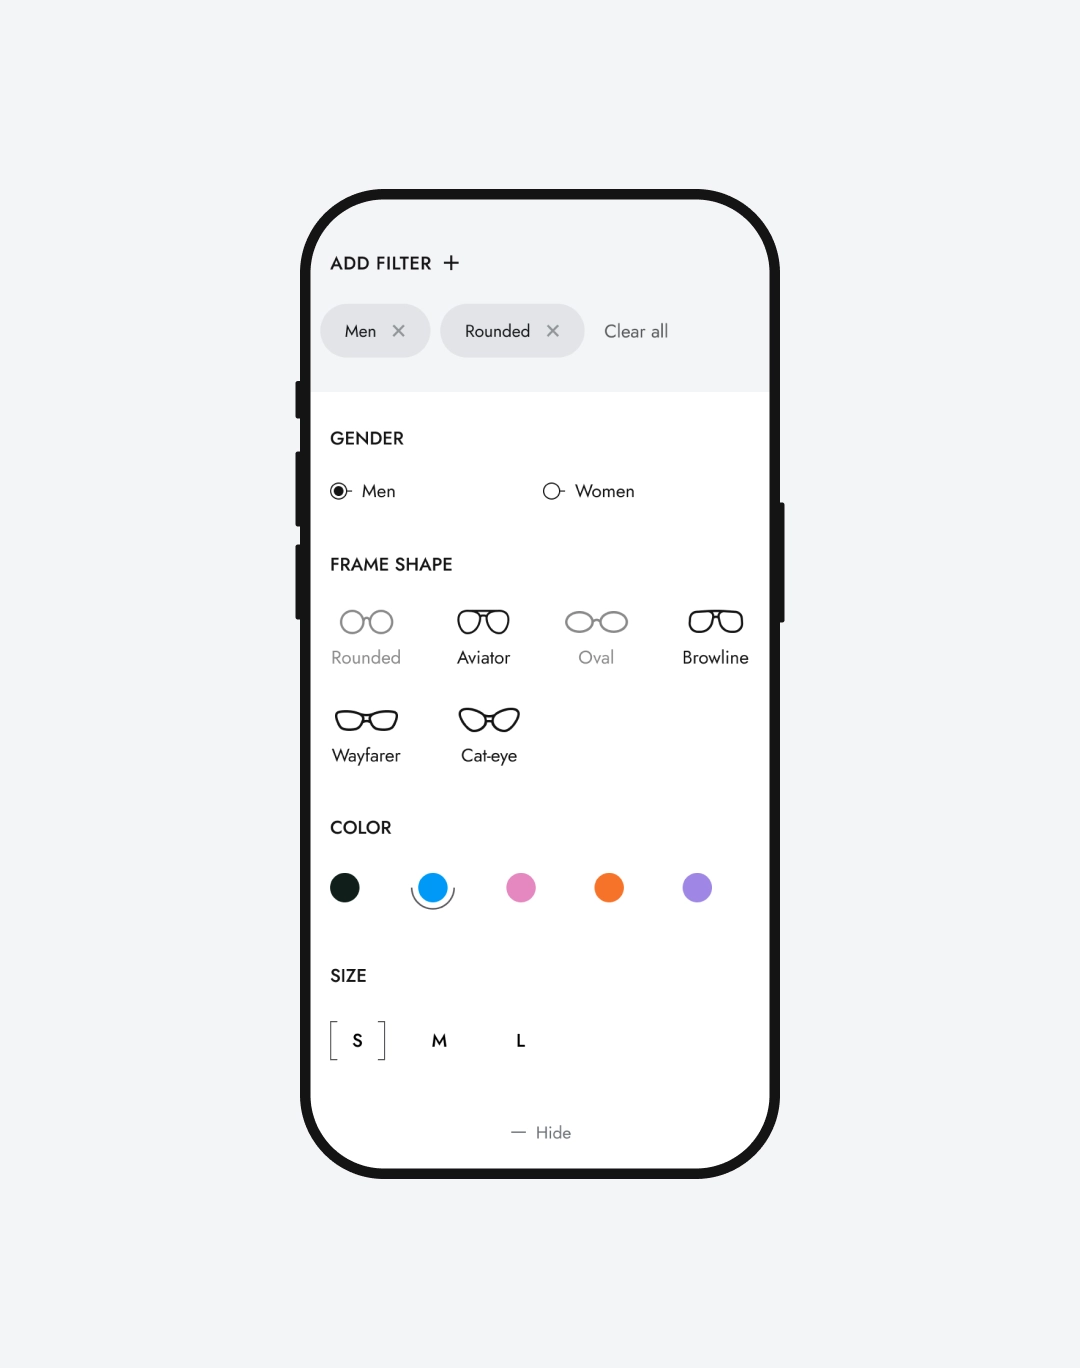 ADD FILTER +
Men × Rounded × Clear all
GENDER
Men Women
FRAME SHAPE
Rounded Aviator Oval Browline
Wayfarer Cat-eye
COLOR
SIZE
[ S ] M L
— Hide